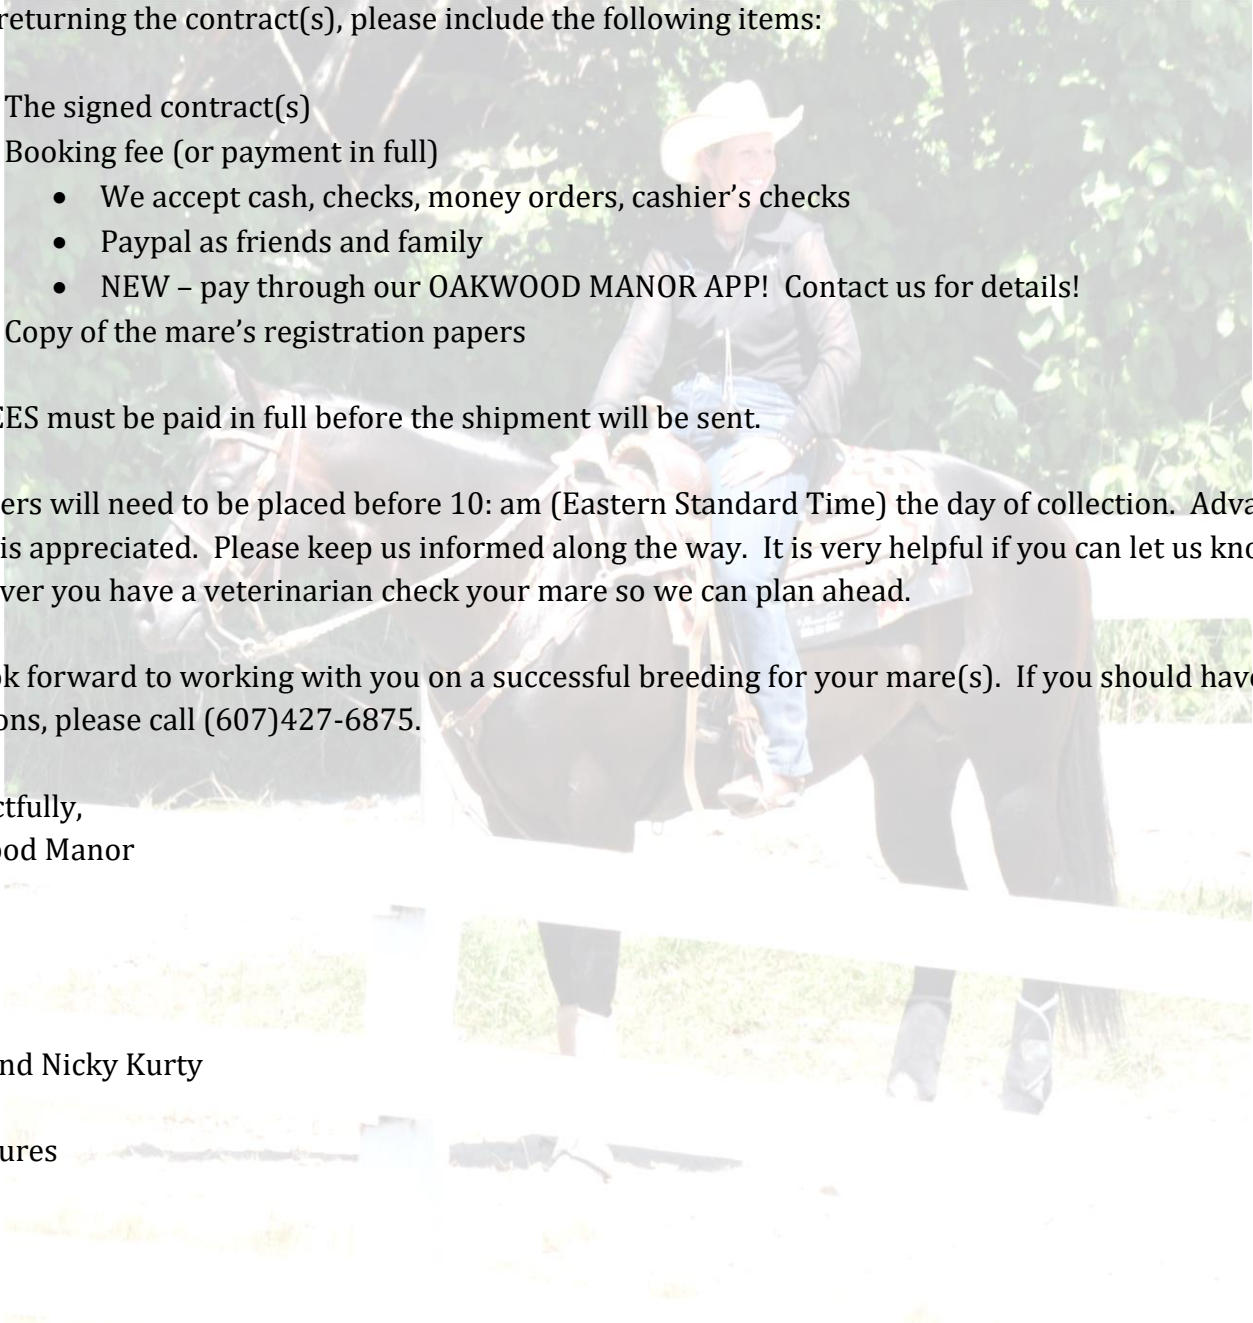 returning the contract(s), please include the following items:
The signed contract(s)
Booking fee (or payment in full)
• We accept cash, checks, money orders, cashier’s checks
• Paypal as friends and family
• NEW – pay through our OAKWOOD MANOR APP!  Contact us for details!
Copy of the mare’s registration papers
EES must be paid in full before the shipment will be sent.
ers will need to be placed before 10: am (Eastern Standard Time) the day of collection.  Adva
is appreciated.  Please keep us informed along the way.  It is very helpful if you can let us kno
ver you have a veterinarian check your mare so we can plan ahead.
ok forward to working with you on a successful breeding for your mare(s).  If you should have
ons, please call (607)427-6875.
ctfully,
ood Manor
nd Nicky Kurty
ures